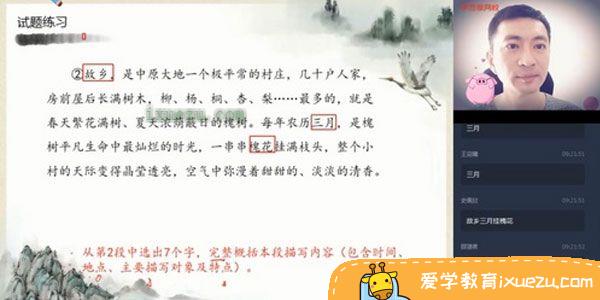 试题练习
②故乡，是中原大地一个极平常的村庄，几十户人家，
房前屋后长满树木，柳、杨、桐、杏、梨……最多的，就是
春天繁花满树、夏天浓荫蔽日的槐树。每年农历三月，是槐
树平凡生命中最灿烂的时光，一串串槐花挂满枝头，整个小
村的天际变得晶莹透亮，空气中弥漫着甜甜的、淡淡的清香。
从第2段中选出7个字，完整概括本段描写内容（包含时间、
地点、主要描写对象及特点）。
三月
09:21:51
三月
09:21:51
故乡三月挂槐花
09:21:51
爱学教育ixuezu.com